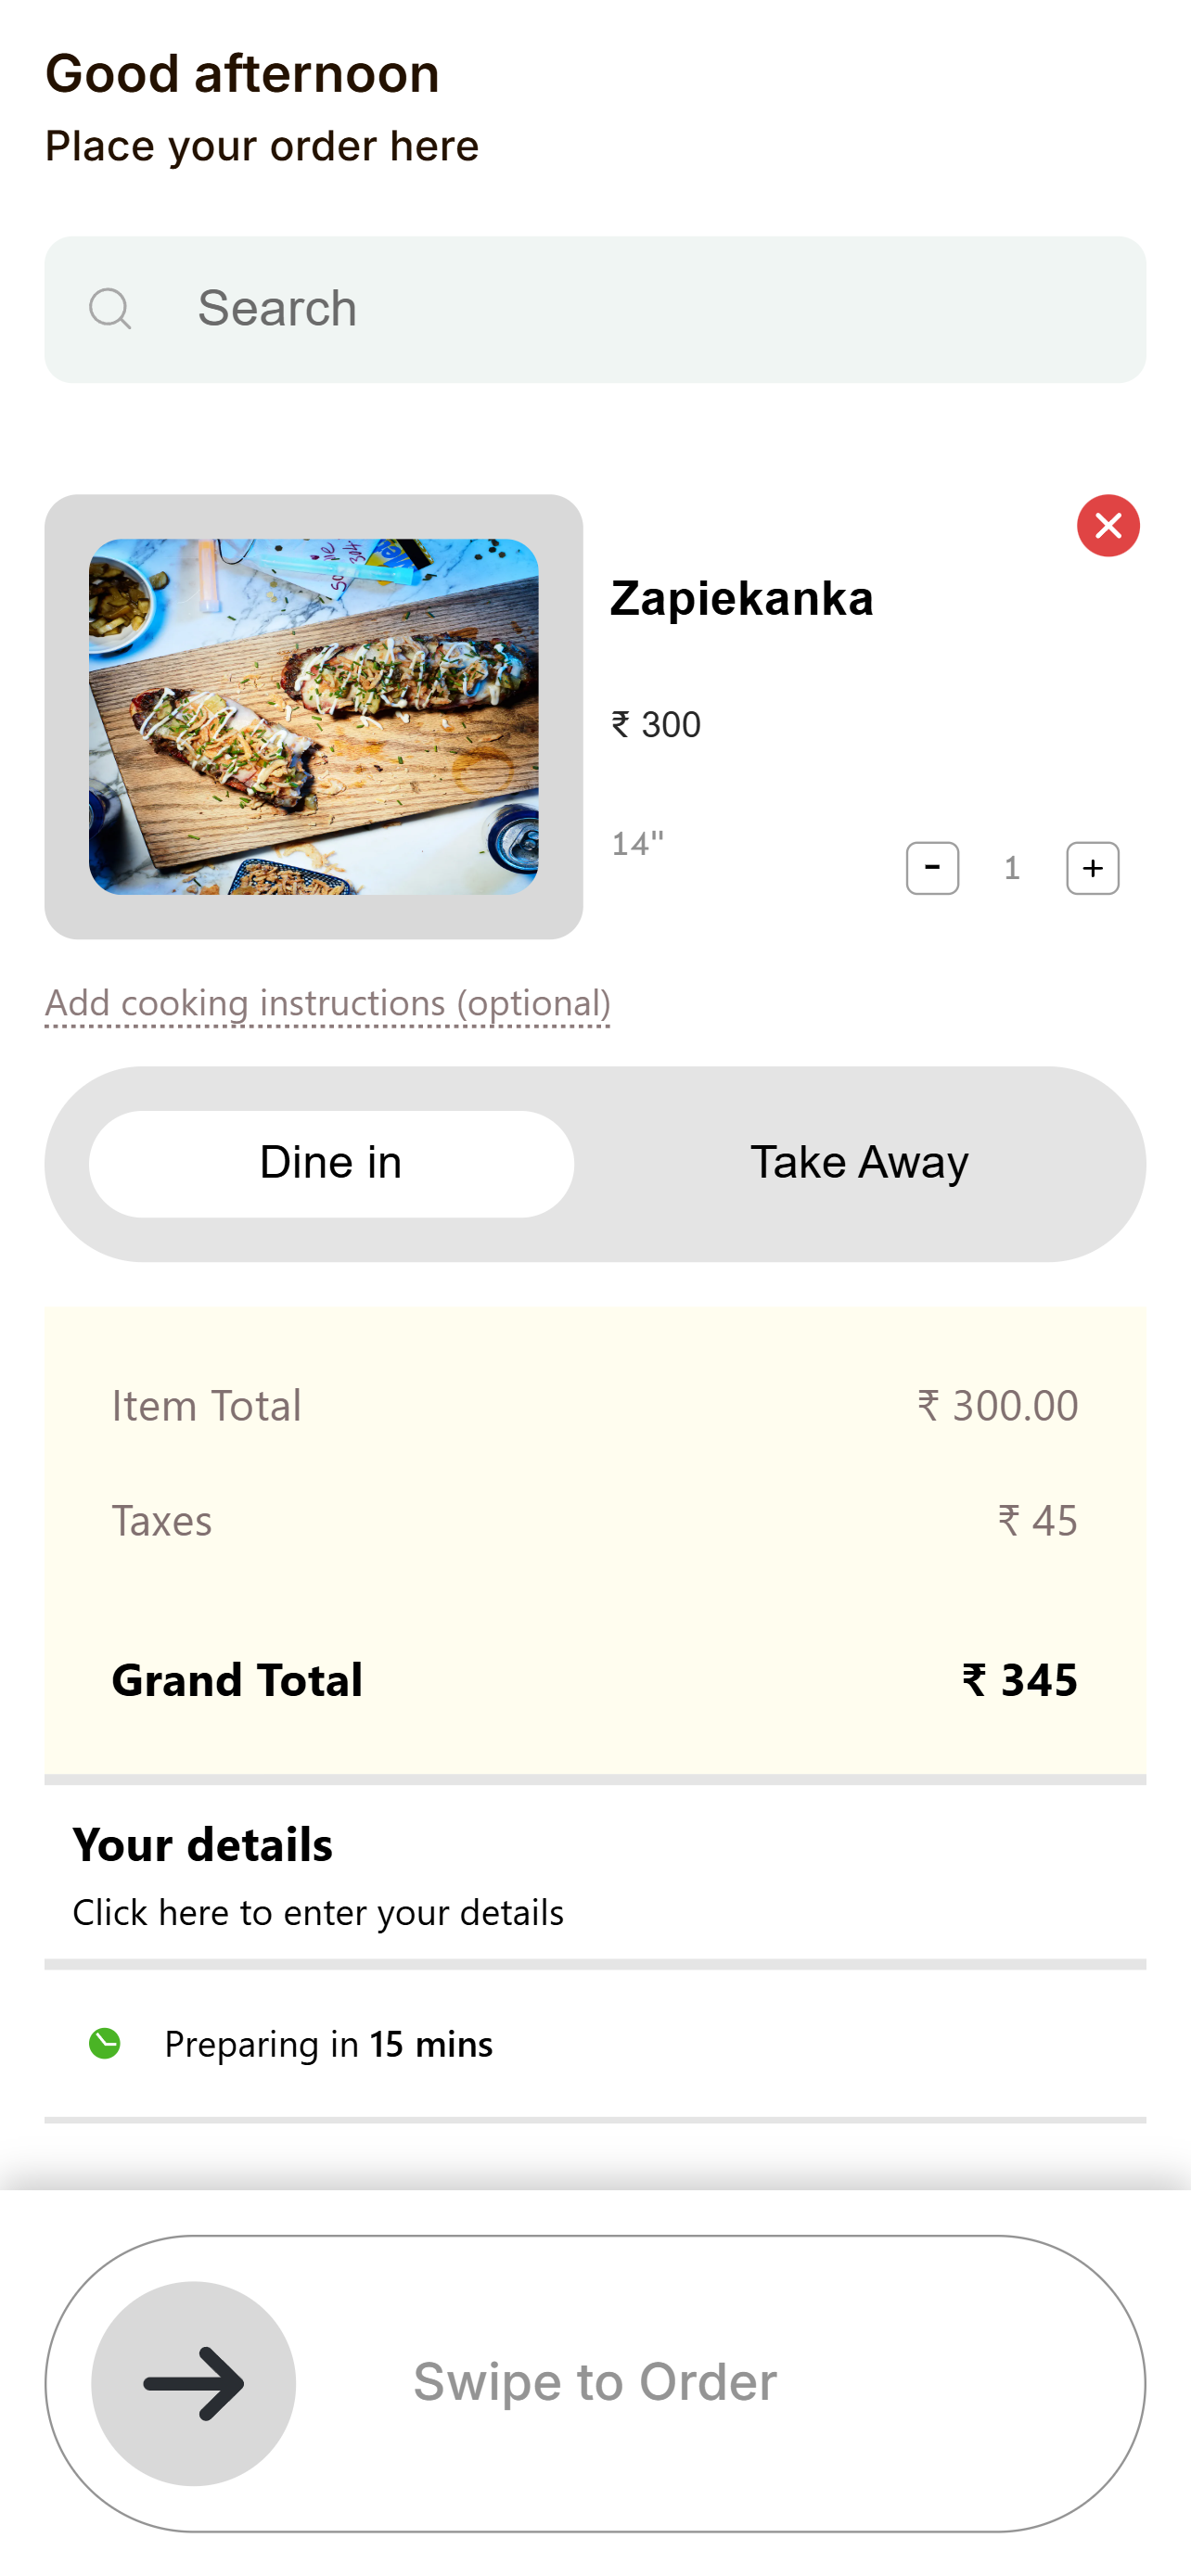 Good afternoon
Place your order here
Search
Zapiekanka
₹ 300
14"
- 1 +
Add cooking instructions (optional)
Dine in Take Away
Item Total ₹ 300.00
Taxes ₹ 45
Grand Total ₹ 345
Your details
Click here to enter your details
Preparing in 15 mins
Swipe to Order